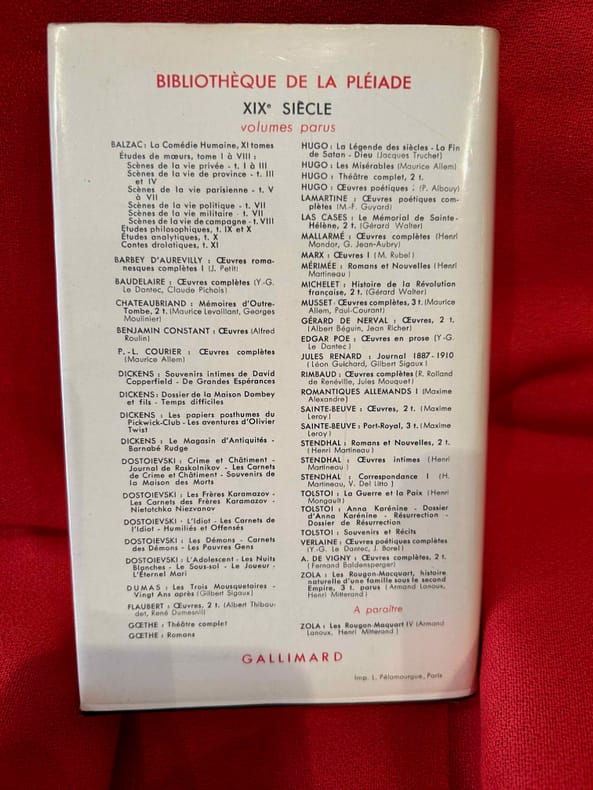 BIBLIOTHÈQUE DE LA PLÉIADE
XIXe SIÈCLE
volumes parus
BALZAC : La Comédie Humaine, XI tomes
Études de mœurs, tome I à VIII :
Scènes de la vie privée - t. I à III
Scènes de la vie de province - t. III
et IV
Scènes de la vie parisienne - t. V
à VII
Scènes de la vie politique - t. VII
Scènes de la vie militaire - t. VII
Scènes de la vie de campagne - t. VIII
Études philosophiques, t. IX et X
Études analytiques, t. X
Contes drolatiques, t. XI
BARBEY D'AUREVILLY : Œuvres roma-
nesques complètes I (J. Petit)
BAUDELAIRE : Œuvres complètes (Y.-G.
Le Dantec, Claude Pichois)
CHATEAUBRIAND : Mémoires d'Outre-
Tombe, 2 t. (Maurice Levaillant, Georges
Moulinier)
BENJAMIN CONSTANT : Œuvres (Alfred
Roulin)
P.-L. COURIER : Œuvres complètes
(Maurice Allem)
DICKENS : Souvenirs intimes de David
Copperfield - De Grandes Espérances
DICKENS : Dossier de la Maison Dombey
et fils - Temps difficiles
DICKENS : Les papiers posthumes du
Pickwick-Club - Les aventures d'Olivier
Twist
DICKENS : Le Magasin d'Antiquités -
Barnabé Rudge
DOSTOIEVSKI : Crime et Châtiment -
Journal de Raskolnikov - Les Carnets
de Crime et Châtiment - Souvenirs de
la Maison des Morts
DOSTOIEVSKI : Les Frères Karamazov -
Les Carnets des Frères Karamazov -
Niétotchka Niezvanov
DOSTOIEVSKI : L'Idiot - Les Carnets de
l'Idiot - Humiliés et Offensés
DOSTOIEVSKI : Les Démons - Carnets
des Démons - Les Pauvres Gens
DOSTOIEVSKI : L'Adolescent - Les Nuits
Blanches - Le Sous-sol - Le Joueur -
L'Éternel Mari
DUMAS : Les Trois Mousquetaires -
Vingt Ans après (Gilbert Sigaux)
FLAUBERT : Œuvres, 2 t. (Albert Thibau-
det, René Dumesnil)
GŒTHE : Théâtre complet
GŒTHE : Romans
HUGO : La Légende des siècles - La Fin
de Satan - Dieu (Jacques Truchet)
HUGO : Les Misérables (Maurice Allem)
HUGO : Théâtre complet, 2 t.
HUGO : Œuvres poétiques : (P. Albouy)
LAMARTINE : Œuvres poétiques com-
plètes (M.-F. Guyard)
LAS CASES : Le Mémorial de Sainte-
Hélène, 2 t. (Gérard Walter)
MALLARMÉ : Œuvres complètes (Henri
Mondor, G. Jean-Aubry)
MARX : Œuvres I (M. Rubel)
MÉRIMÉE : Romans et Nouvelles (Henri
Martineau)
MICHELET : Histoire de la Révolution
française, 2 t. (Gérard Walter)
MUSSET : Œuvres complètes, 3 t. (Maurice
Allem, Paul-Courant)
GÉRARD DE NERVAL : Œuvres, 2 t.
(Albert Béguin, Jean Richer)
EDGAR POE : Œuvres en prose (Y.-G.
Le Dantec)
JULES RENARD : Journal 1887-1910
(Léon Guichard, Gilbert Sigaux)
RIMBAUD : Œuvres complètes (R. Rolland
de Renéville, Jules Mouquet)
ROMANTIQUES ALLEMANDS I (Maxime
Alexandre)
SAINTE-BEUVE : Œuvres, 2 t. (Maxime
Leroy)
SAINTE-BEUVE : Port-Royal, 3 t. (Maxime
Leroy)
STENDHAL : Romans et Nouvelles, 2 t.
(Henri Martineau)
STENDHAL : Œuvres intimes (Henri
Martineau)
STENDHAL : Correspondance I (H.
Martineau, V. Del Litto)
TOLSTOI : La Guerre et la Paix (Henri
Mongault)
TOLSTOI : Anna Karénine - Dossier
d'Anna Karénine - Résurrection -
Dossier de Résurrection
TOLSTOI : Souvenirs et Récits
VERLAINE : Œuvres poétiques complètes
(Y.-G. Le Dantec, J. Borel)
A. DE VIGNY : Œuvres complètes, 2 t.
(Fernand Baldensperger)
ZOLA : Les Rougon-Macquart, histoire
naturelle d'une famille sous le second
Empire, 3 t. parus (Armand Lanoux,
Henri Mitterand)
A paraître
ZOLA : Les Rougon-Maquart IV (Armand
Lanoux, Henri Mitterand)
GALLIMARD
Imp. L. Pélamourgue, Paris